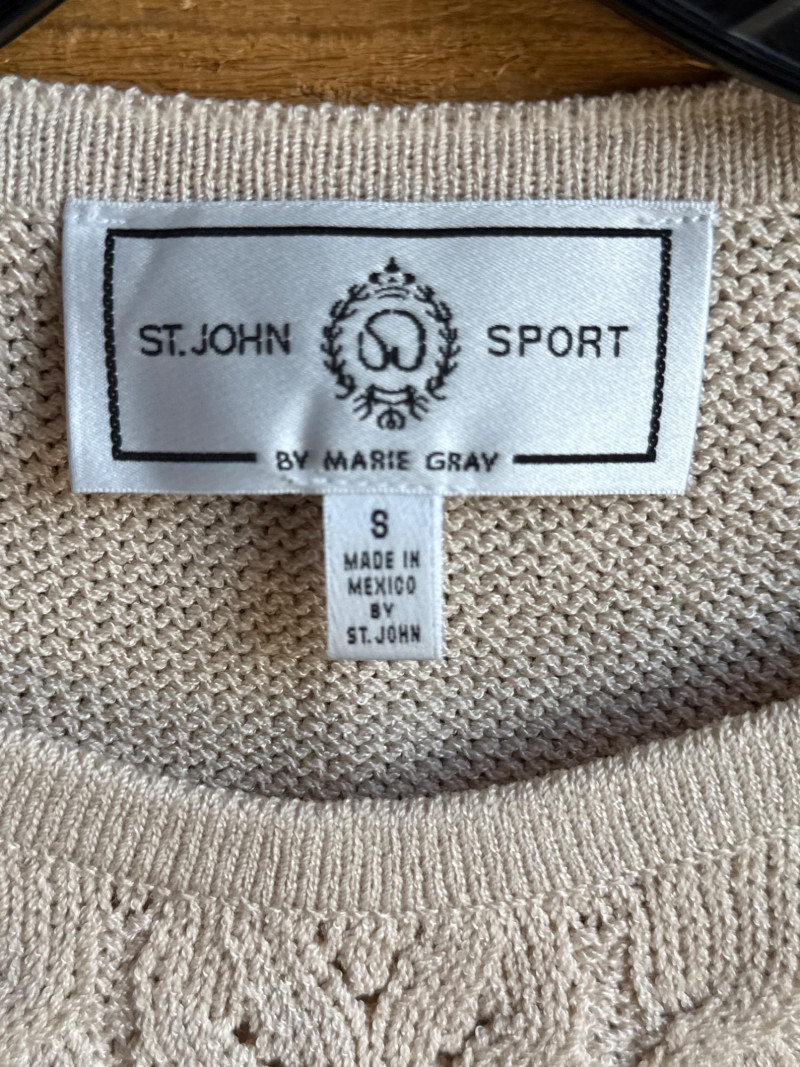 ST. JOHN SPORT
BY MARIE GRAY
S
MADE IN
MEXICO
BY
ST. JOHN